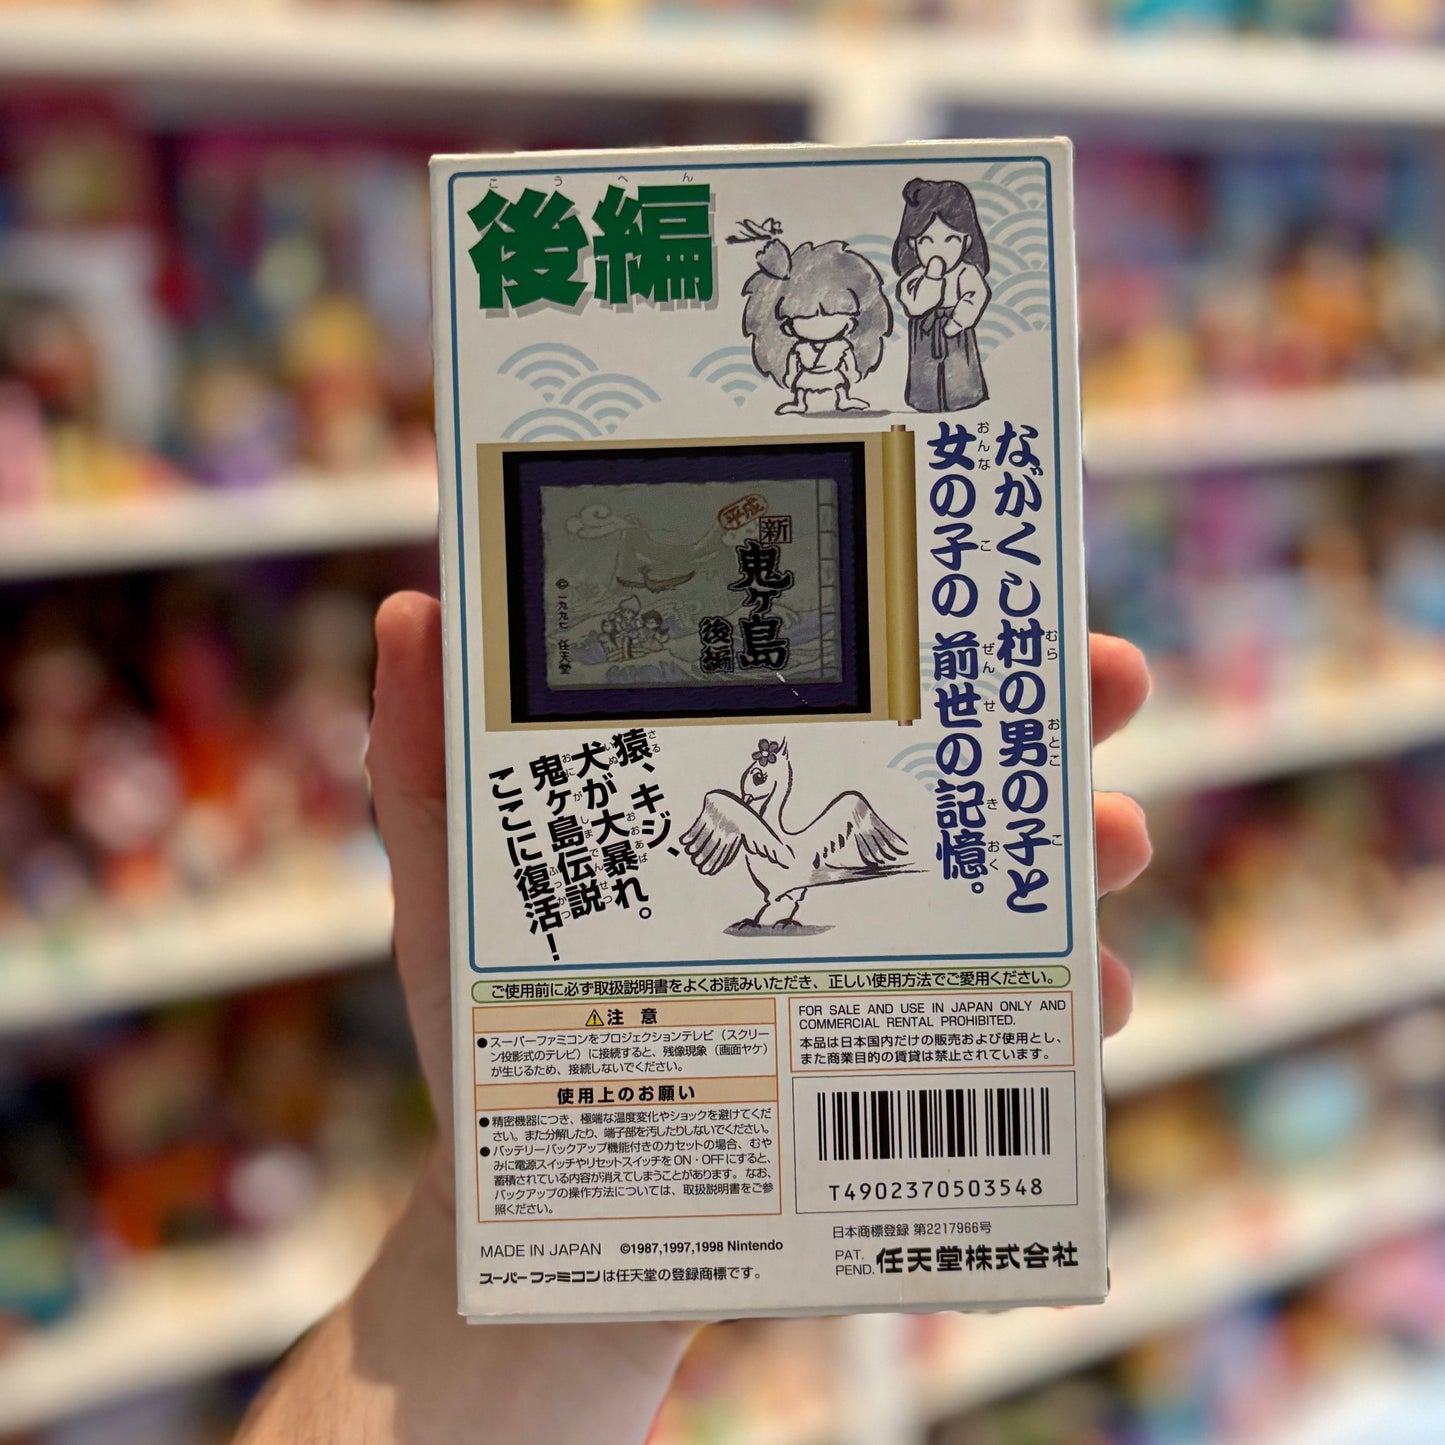 こうへん
後編
おんな
ながくし村の男の子と
むら
おとこ
こ
女の子の前世の記憶。
こ
ぜんせ
きおく
平成
新
鬼ヶ島
後編
©一九九七 任天堂
さる
猿、キジ、
いぬ
おおあば
犬が大暴れ。
おにがしまでんせつ
鬼ヶ島伝説
ふっかつ
ここに復活!
ご使用前に必ず取扱説明書をよくお読みいただき、正しい使用方法でご愛用ください。
⚠注意
●スーパーファミコンをプロジェクションテレビ(スクリー
ン投影式のテレビ)に接続すると、残像現象(画面ヤケ)
が生じるため、接続しないでください。
使用上のお願い
●精密機器につき、極端な温度変化やショックを避けてくだ
さい。また分解したり、端子部を汚したりしないでください。
●バッテリーバックアップ機能付きのカセットの場合、むや
みに電源スイッチやリセットスイッチをON・OFFにすると、
蓄積されている内容が消えてしまうことがあります。なお、
バックアップの操作方法については、取扱説明書をご参
照ください。
FOR SALE AND USE IN JAPAN ONLY AND
COMMERCIAL RENTAL PROHIBITED.
本品は日本国内だけの販売および使用とし、
また商業目的の賃貸は禁止されています。
T4902370503548
日本商標登録 第2217966号
PAT.
PEND.
任天堂株式会社
MADE IN JAPAN ©1987,1997,1998 Nintendo
スーパーファミコンは任天堂の登録商標です。